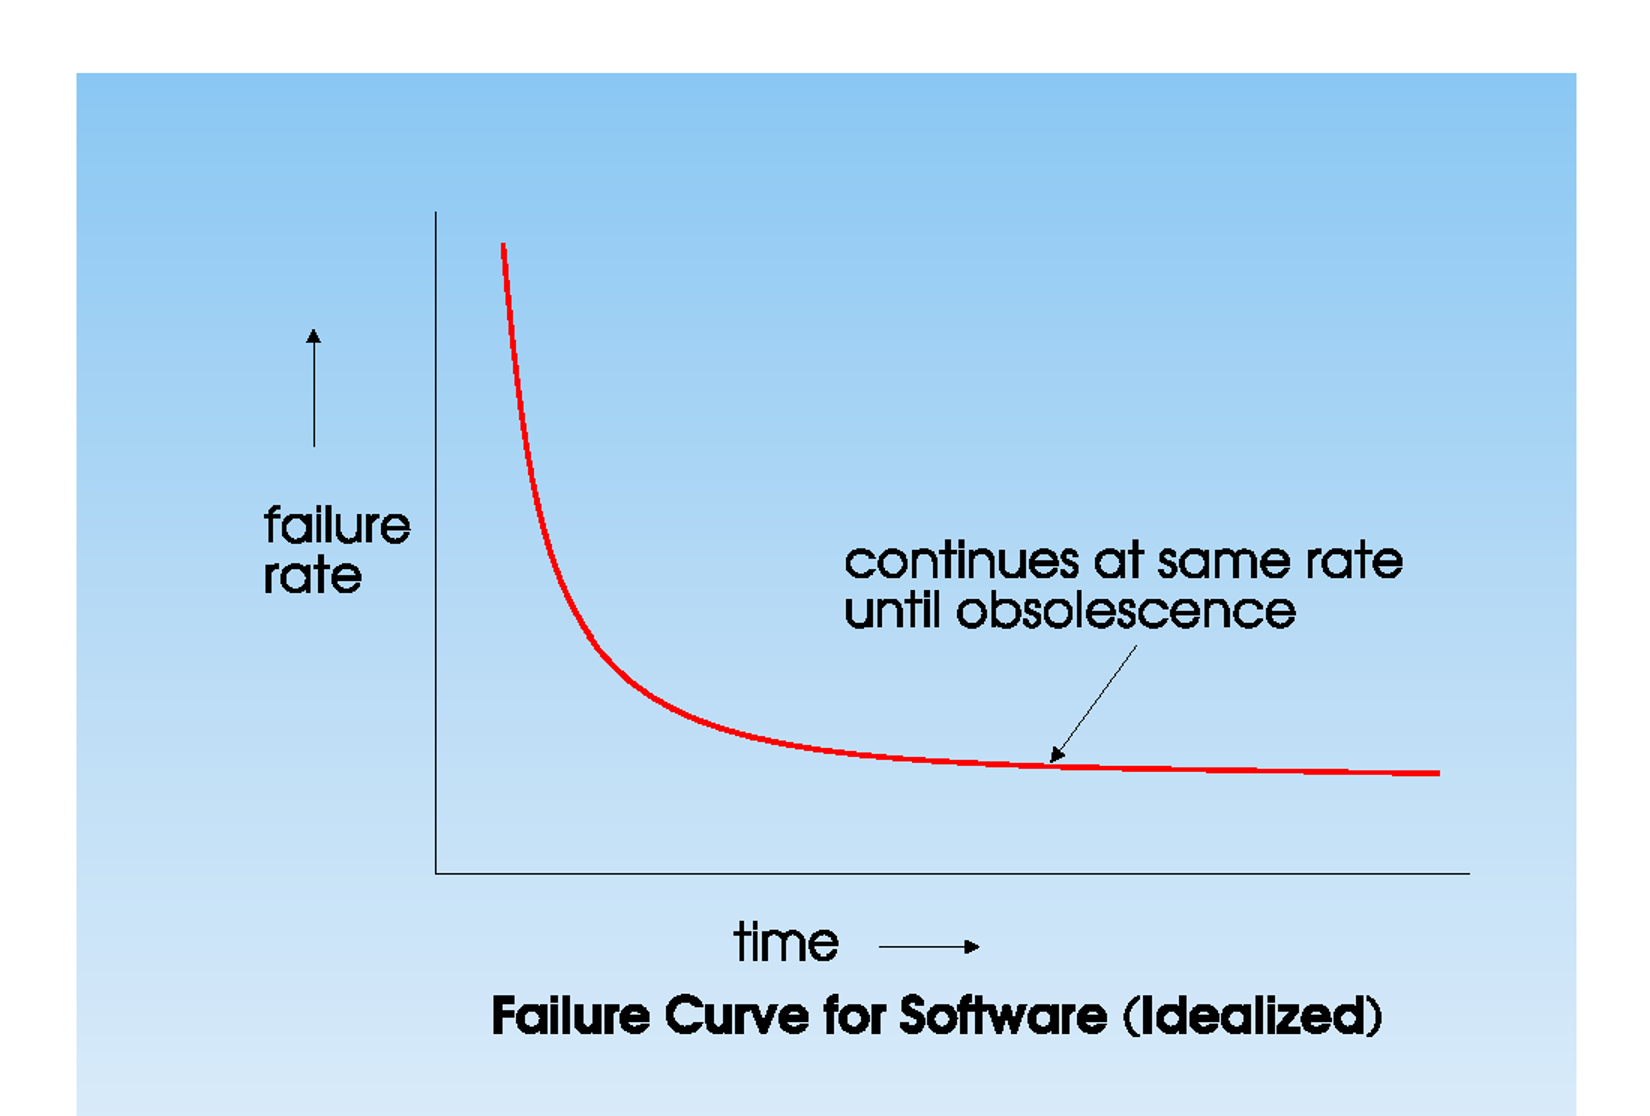 failure
rate
continues at same rate
until obsolescence
time
Failure Curve for Software (Idealized)